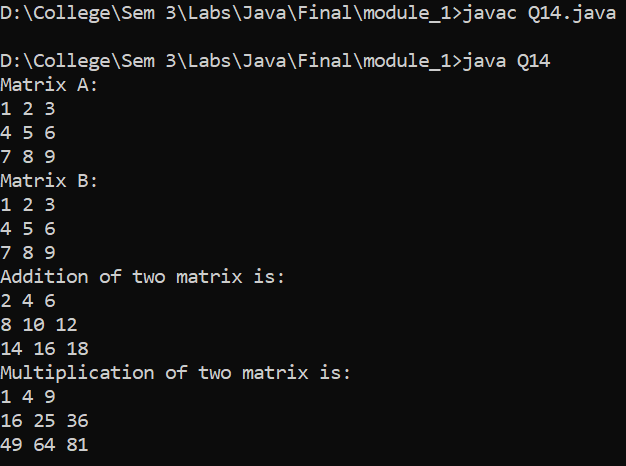 D:\College\Sem 3\Labs\Java\Final\module_1>javac Q14.java
D:\College\Sem 3\Labs\Java\Final\module_1>java Q14
Matrix A:
1 2 3
4 5 6
7 8 9
Matrix B:
1 2 3
4 5 6
7 8 9
Addition of two matrix is:
2 4 6
8 10 12
14 16 18
Multiplication of two matrix is:
1 4 9
16 25 36
49 64 81